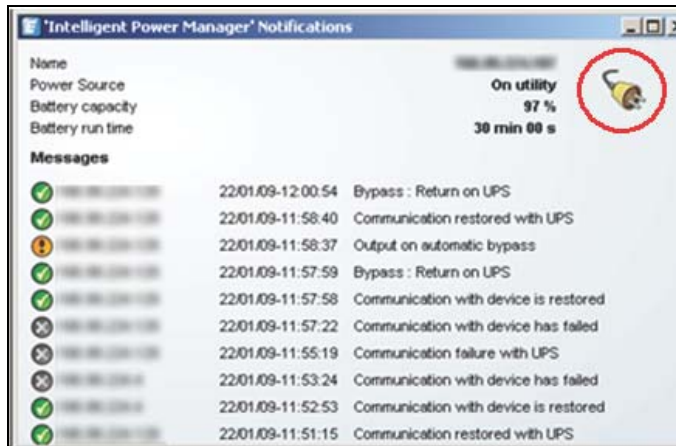 'Intelligent Power Manager' Notifications
Name
Power Source On utility
Battery capacity 97 %
Battery run time 30 min 00 s
Messages
22/01/09-12:00:54 Bypass : Return on UPS
22/01/09-11:58:40 Communication restored with UPS
22/01/09-11:58:37 Output on automatic bypass
22/01/09-11:57:59 Bypass : Return on UPS
22/01/09-11:57:58 Communication with device is restored
22/01/09-11:57:22 Communication with device has failed
22/01/09-11:55:19 Communication failure with UPS
22/01/09-11:53:24 Communication with device has failed
22/01/09-11:52:53 Communication with device is restored
22/01/09-11:51:15 Communication restored with UPS